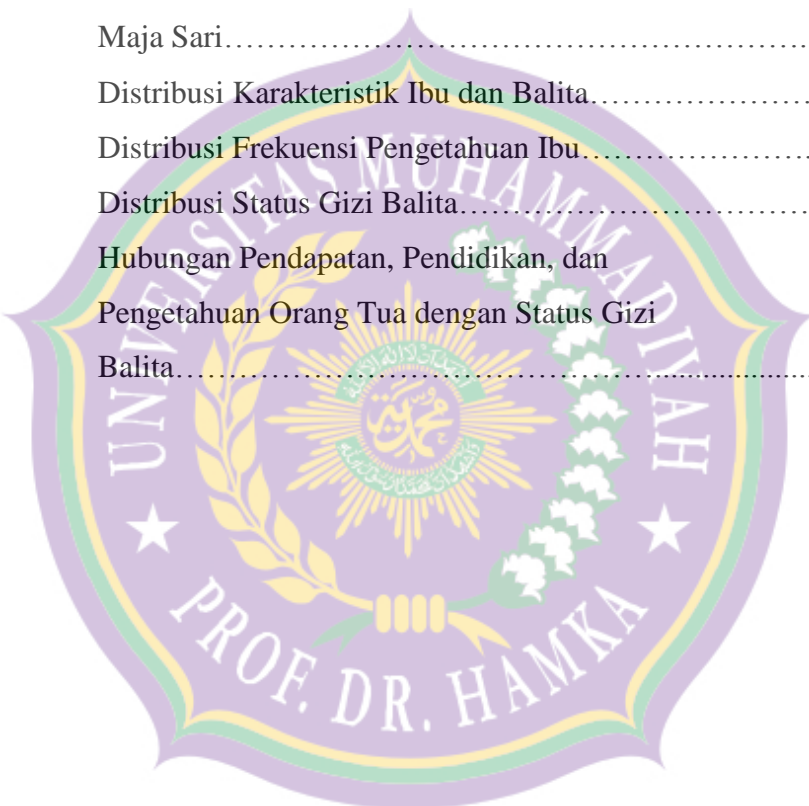 Maja Sari……………………………………………………
Distribusi Karakteristik Ibu dan Balita…………………
Distribusi Frekuensi Pengetahuan Ibu…………………
Distribusi Status Gizi Balita……………………………
Hubungan Pendapatan, Pendidikan, dan
Pengetahuan Orang Tua dengan Status Gizi
Balita……………………………………………......................
UNIVERSITAS MUHAMMADIYAH
PROF. DR. HAMKA